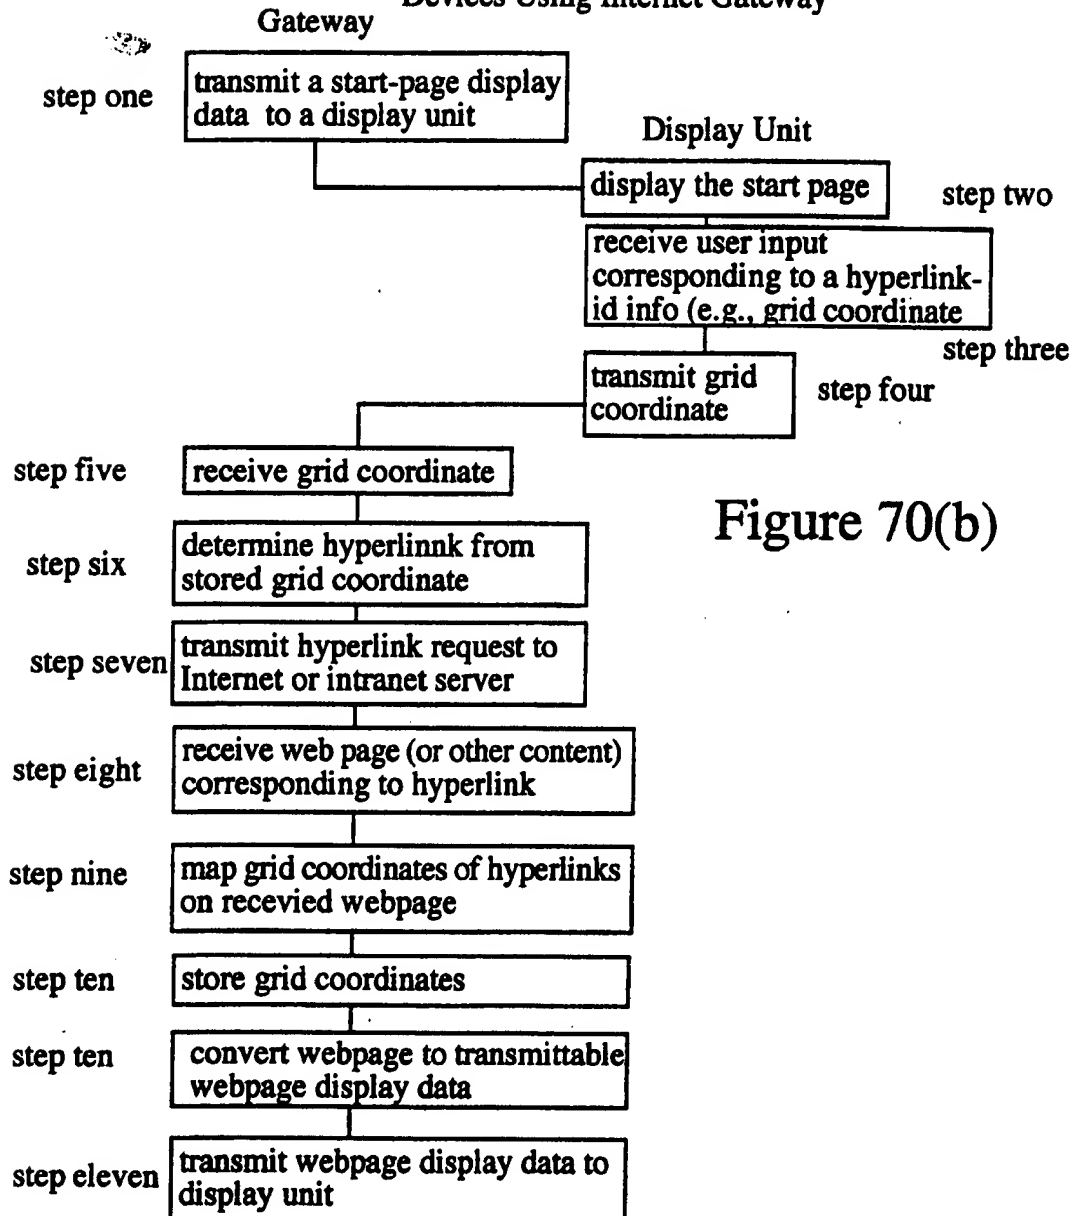 Devices Using Internet Gateway
Gateway
step one
transmit a start-page display
data to a display unit
Display Unit
display the start page
step two
receive user input
corresponding to a hyperlink-
id info (e.g., grid coordinate
step three
transmit grid
coordinate
step four
step five
receive grid coordinate
Figure 70(b)
step six
determine hyperlinnk from
stored grid coordinate
step seven
transmit hyperlink request to
Internet or intranet server
step eight
receive web page (or other content)
corresponding to hyperlink
step nine
map grid coordinates of hyperlinks
on recevied webpage
step ten
store grid coordinates
step ten
convert webpage to transmittable
webpage display data
step eleven
transmit webpage display data to
display unit